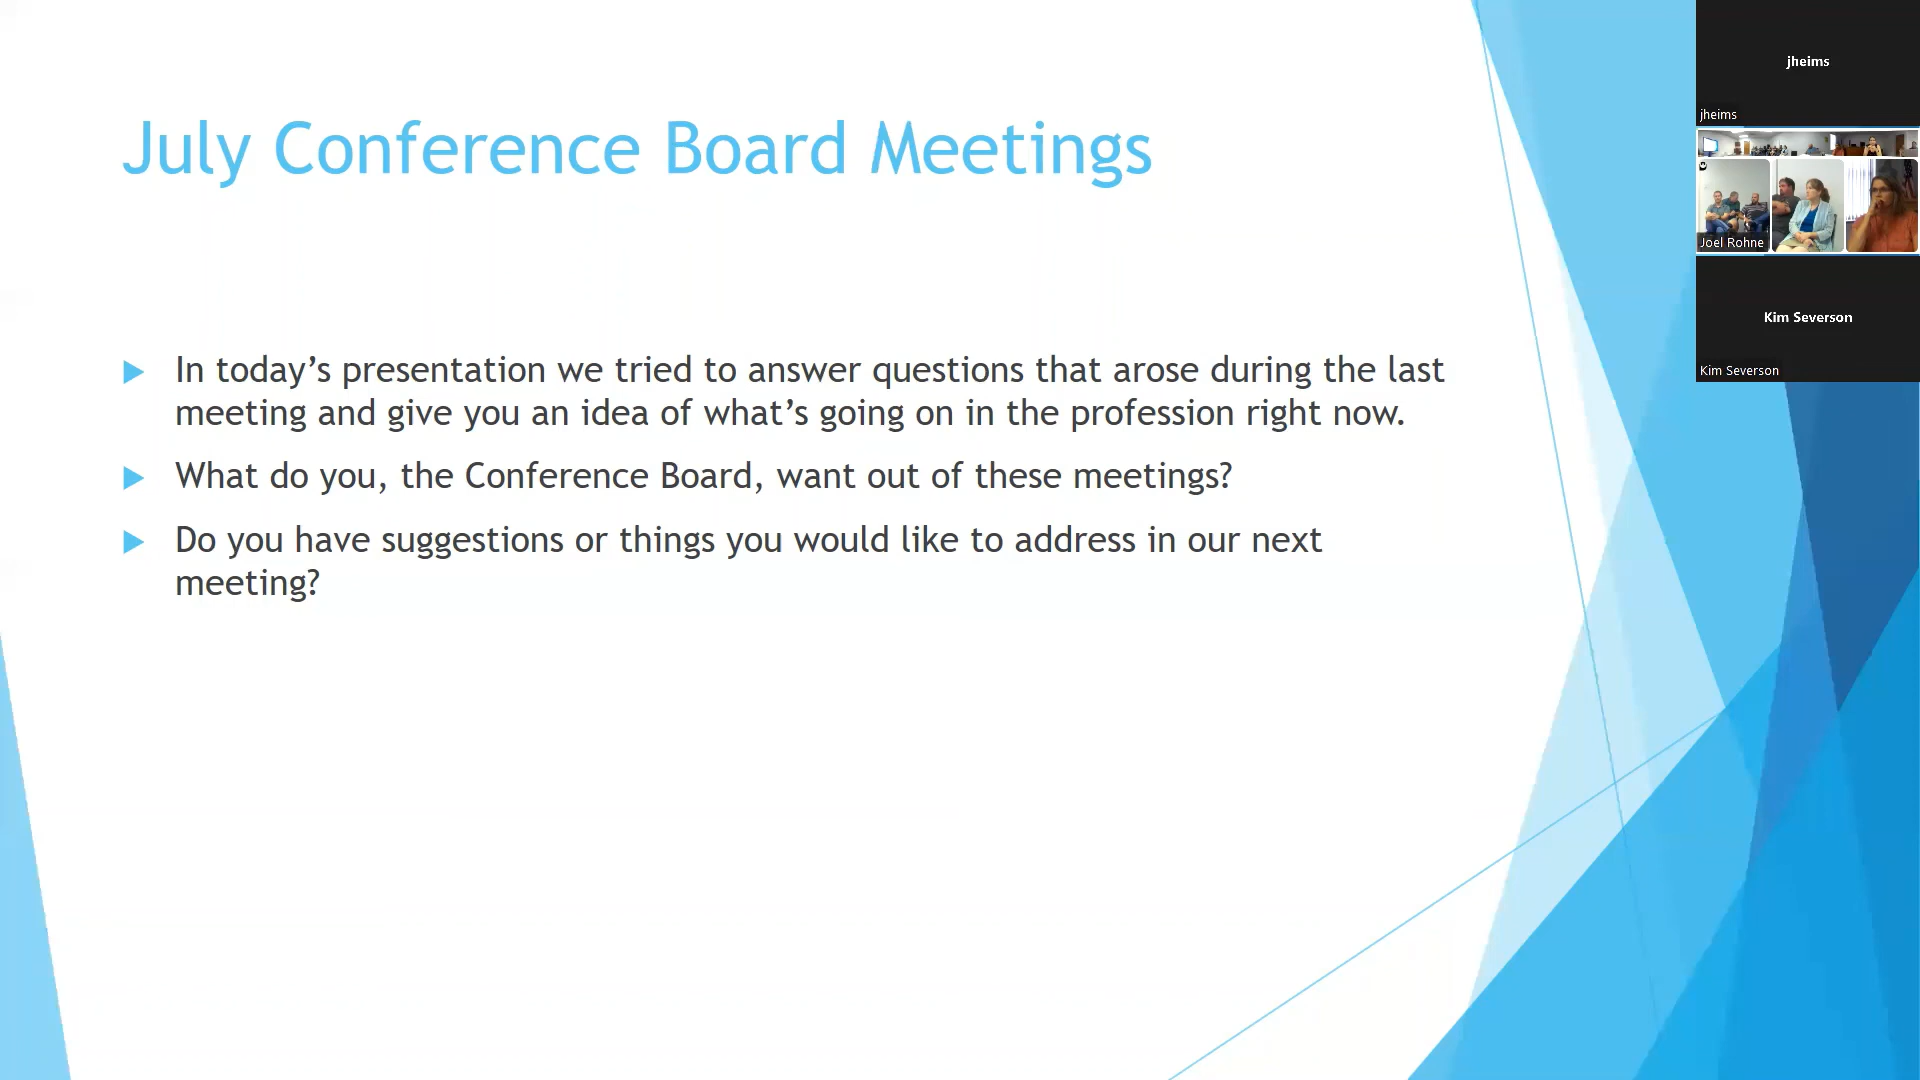 July Conference Board Meetings
In today’s presentation we tried to answer questions that arose during the last
meeting and give you an idea of what’s going on in the profession right now.
What do you, the Conference Board, want out of these meetings?
Do you have suggestions or things you would like to address in our next
meeting?
jheims
jheims
Joel Rohne
Kim Severson
Kim Severson